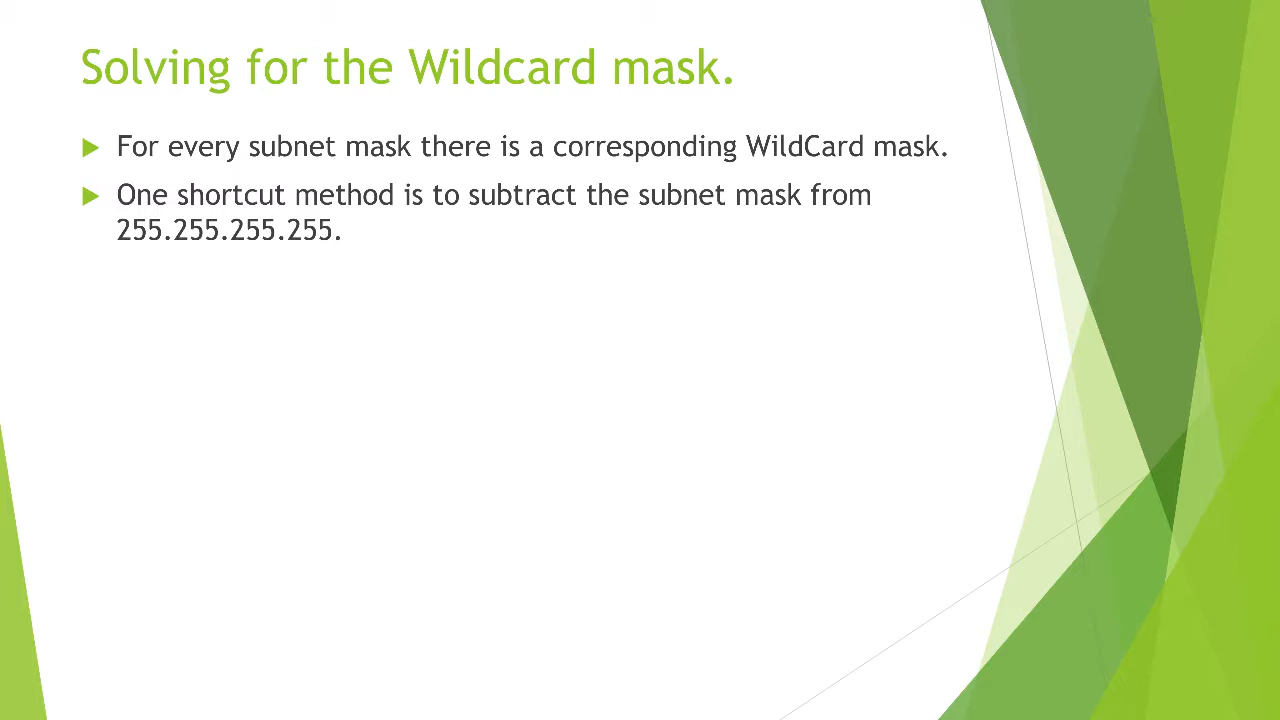 Solving for the Wildcard mask.
For every subnet mask there is a corresponding WildCard mask.
One shortcut method is to subtract the subnet mask from
255.255.255.255.